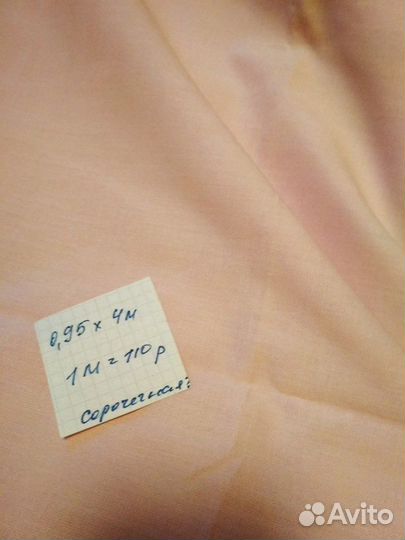 0,95 x 4м
1м = 110р
Сорочечная?
Avito